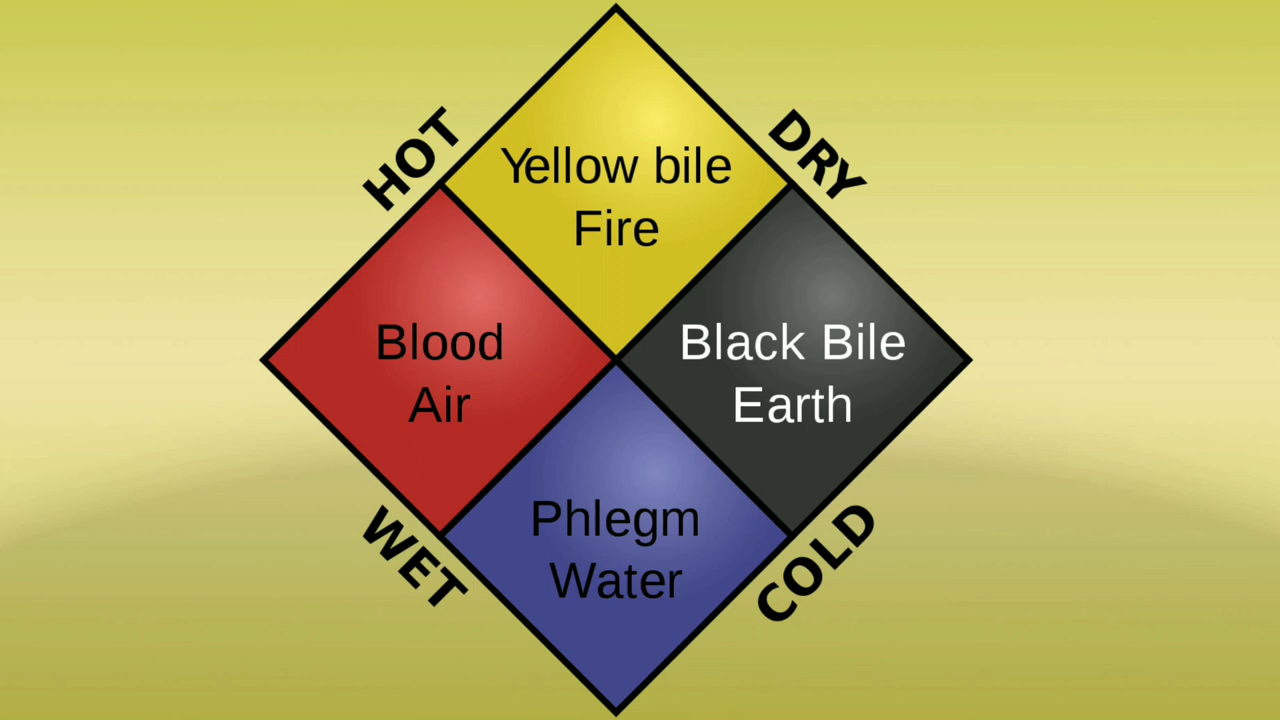 HOT
DRY
Yellow bile
Fire
Blood
Air
Black Bile
Earth
Phlegm
Water
WET
COLD